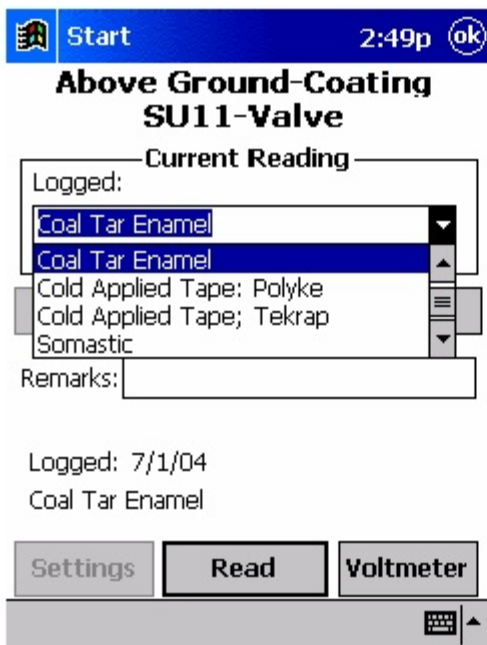 Start 2:49p ok
Above Ground-Coating
SU11-Valve
Current Reading
Logged:
Coal Tar Enamel
Coal Tar Enamel
Cold Applied Tape: Polyke
Cold Applied Tape; Tekrap
Somastic
Remarks:
Logged: 7/1/04
Coal Tar Enamel
Settings Read Voltmeter